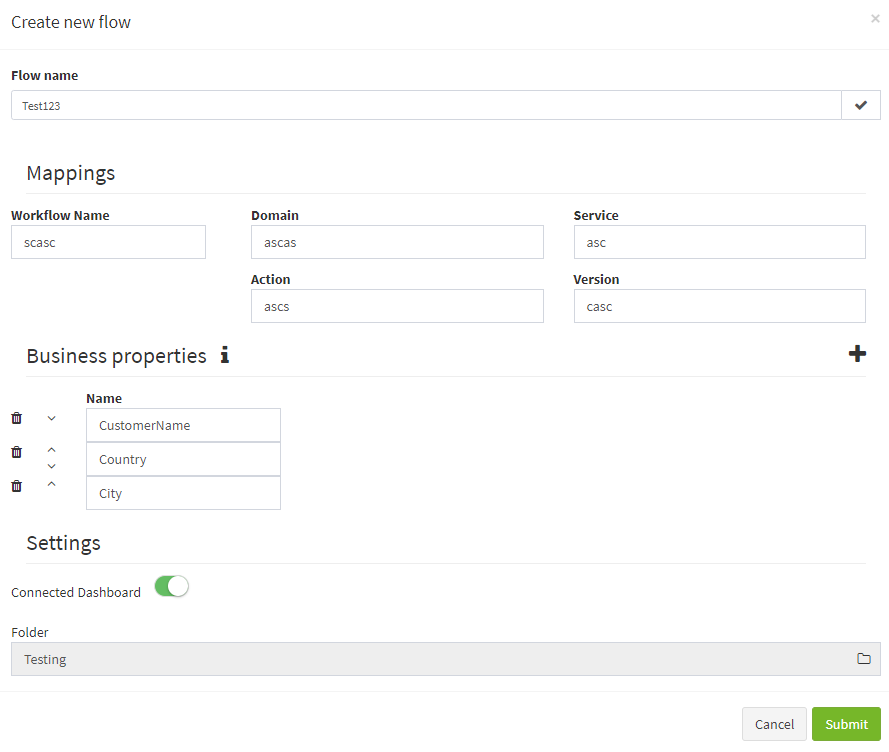 Create new flow
×
Flow name
Test123
Mappings
Workflow Name Domain Service
scasc ascas asc
Action Version
ascs casc
Business properties
Name
CustomerName
Country
City
Settings
Connected Dashboard
Folder
Testing
Cancel Submit